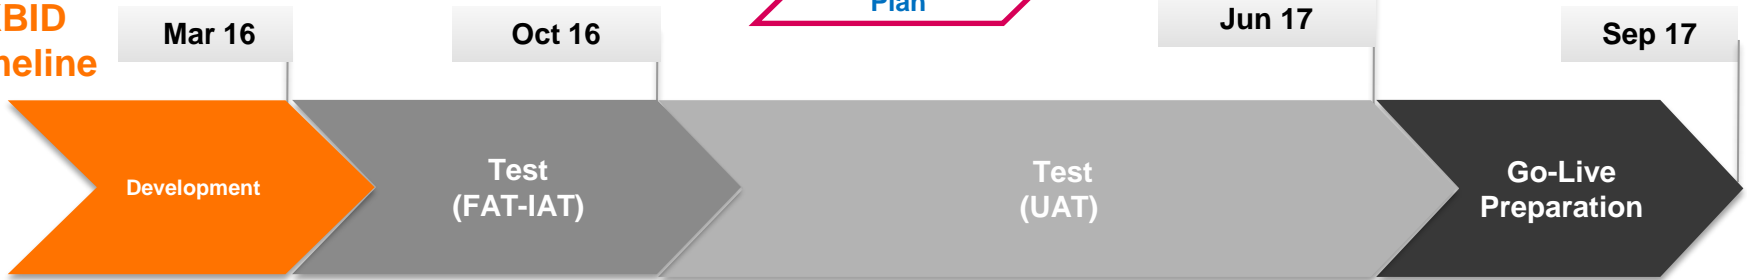 Plan
BID
Timeline
Mar 16
Oct 16
Jun 17
Sep 17
Development
Test
(FAT-IAT)
Test
(UAT)
Go-Live
Preparation